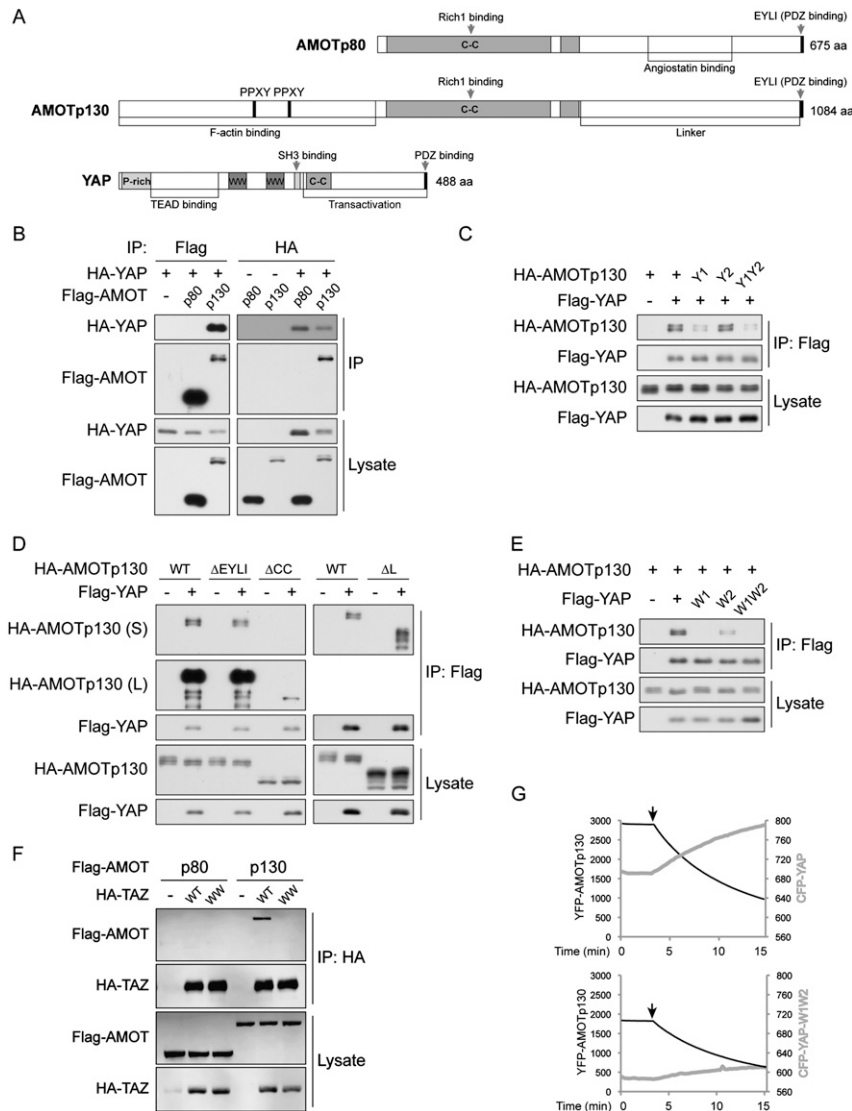 A
Rich1 binding
EYLI (PDZ binding)
AMOTp80
C-C
675 aa
Angiostatin binding
Rich1 binding
EYLI (PDZ binding)
PPXY PPXY
AMOTp130
C-C
1084 aa
F-actin binding
Linker
SH3 binding
PDZ binding
YAP
P-rich
WW
WW
C-C
488 aa
TEAD binding
Transactivation
B
IP: Flag HA
HA-YAP + + + - - + +
Flag-AMOT - p80 p130 p80 p130 p80 p130
HA-YAP
Flag-AMOT
IP
HA-YAP
Flag-AMOT
Lysate
C
HA-AMOTp130 + + Y1 Y2 Y1Y2
Flag-YAP - + + + +
HA-AMOTp130
Flag-YAP
IP: Flag
HA-AMOTp130
Flag-YAP
Lysate
D
HA-AMOTp130 WT ΔEYLI ΔCC WT ΔL
Flag-YAP - + - + - + - + - +
HA-AMOTp130 (S)
HA-AMOTp130 (L)
Flag-YAP
IP: Flag
HA-AMOTp130
Flag-YAP
Lysate
E
HA-AMOTp130 + + + + +
Flag-YAP - + W1 W2 W1W2
HA-AMOTp130
Flag-YAP
IP: Flag
HA-AMOTp130
Flag-YAP
Lysate
F
Flag-AMOT p80 p130
HA-TAZ - WT WW - WT WW
Flag-AMOT
HA-TAZ
IP: HA
Flag-AMOT
HA-TAZ
Lysate
G
YFP-AMOTp130
3000
2500
2000
1500
1000
500
0
800
760
720
680
640
600
560
CFP-YAP
Time (min) 0 5 10 15
YFP-AMOTp130
3000
2500
2000
1500
1000
500
0
800
760
720
680
640
600
560
CFP-YAP-W1W2
Time (min) 0 5 10 15